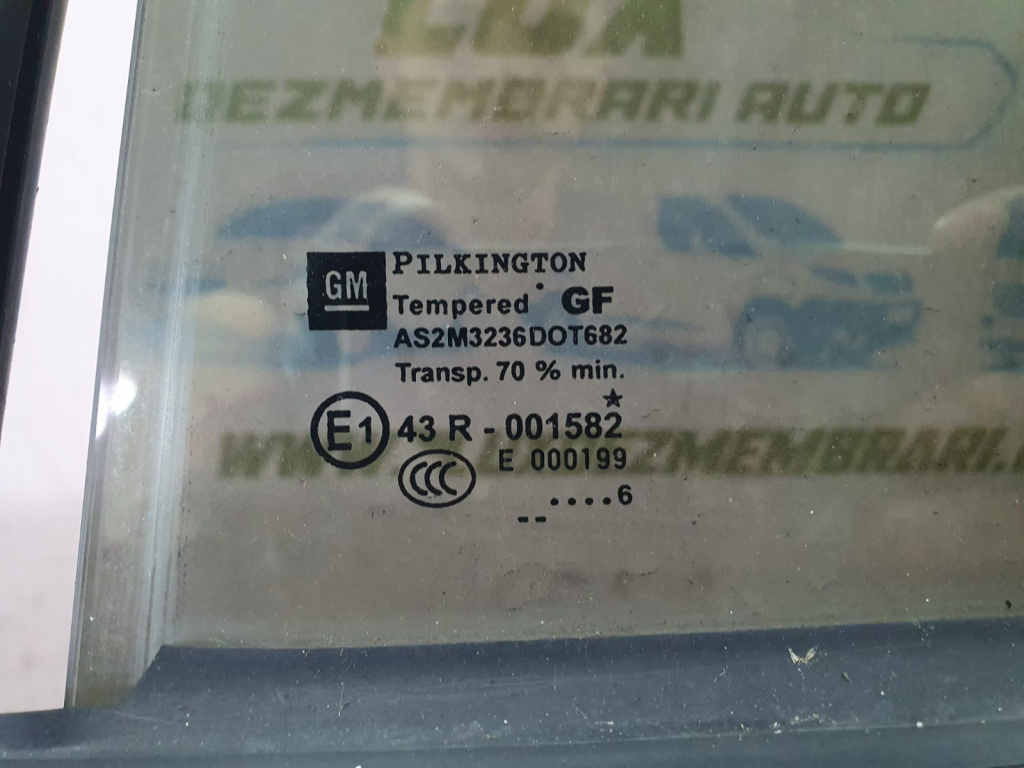 DEZMEMBRARI AUTO
GM
PILKINGTON
Tempered GF
AS2M3236DOT682
Transp. 70 % min.
E1 43 R - 001582
CCC E 000199
....6
--